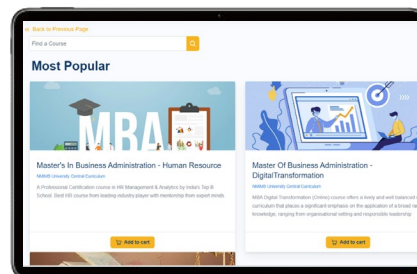 Back to Previous Page
Find a Course
Most Popular
MBA
Master's In Business Administration - Human Resource
NMIMS University Central Curriculum
A Professional Certification course in HR Management & Analytics by India's Top B
School. Best HR course from leading industry player with mentorship from expert minds
Add to cart
Master Of Business Administration -
DigitalTransformation
NMIMS University Central Curriculum
MBA Digital Transformation (Online) course offers a lively and well balanced
curriculum that places a significant emphasis on the application of a broad
knowledge, ranging from organisational setting and responsible leadership
Add to cart